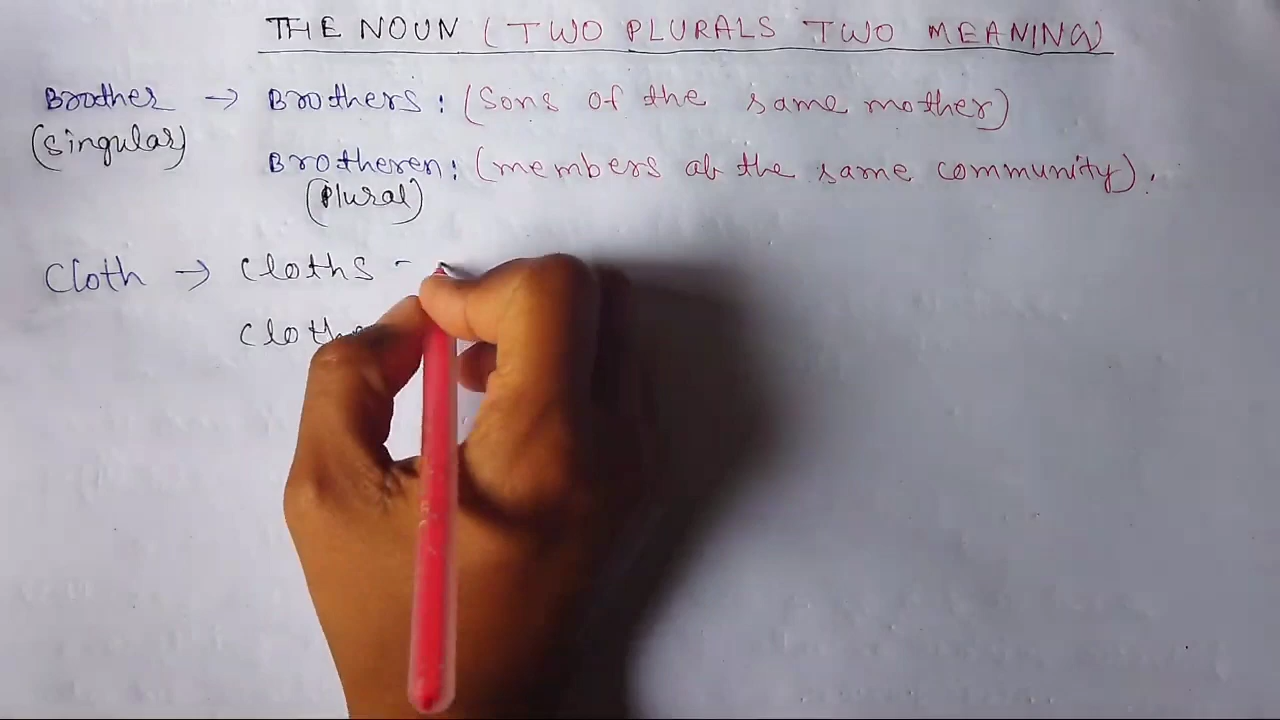 THE NOUN (TWO PLURALS TWO MEANING)
Brother → Brothers : (Sons of the same mother)
(Singular)
Brotheren : (members ab the same community).
(Plural)
Cloth → Cloths -